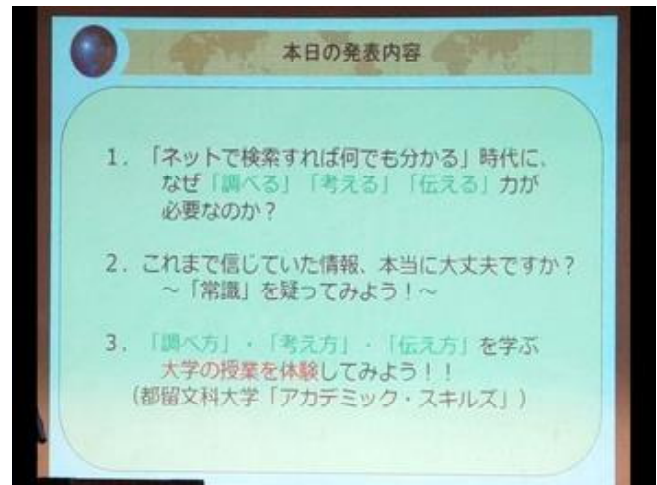 本日の発表内容
1. 「ネットで検索すれば何でも分かる」時代に、
なぜ「調べる」「考える」「伝える」力が
必要なのか?
2. これまで信じていた情報、本当に大丈夫ですか?
~「常識」を疑ってみよう!~
3. 「調べ方」・「考え方」・「伝え方」を学ぶ
大学の授業を体験してみよう!!
(都留文科大学「アカデミック・スキルズ」)